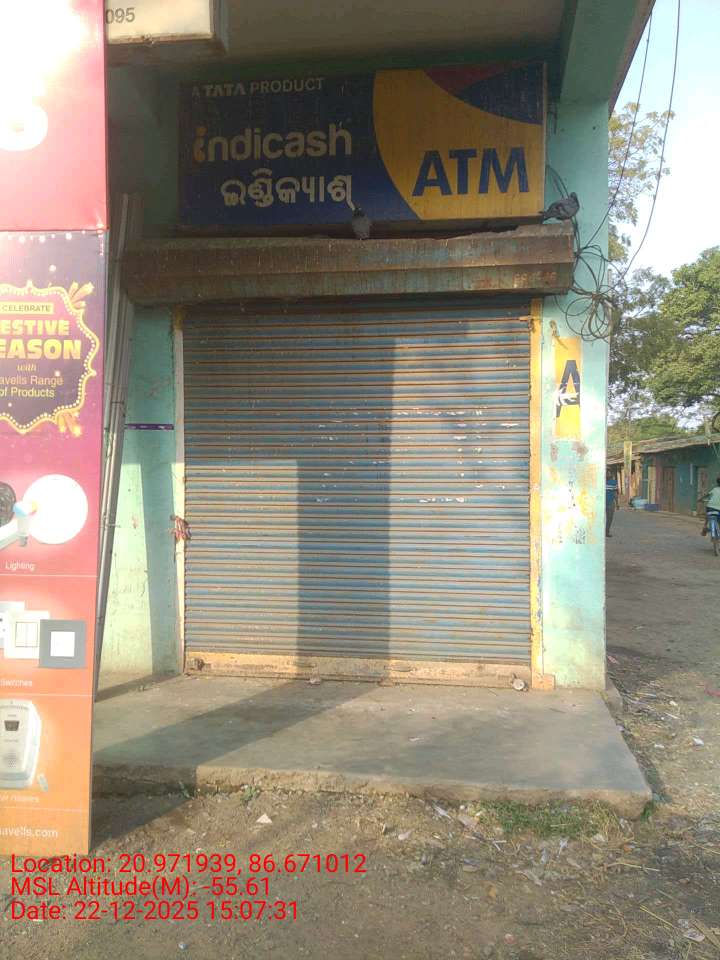 095
A TATA PRODUCT
indicash
ଇଣ୍ଡିକ୍ୟାଶ୍
ATM
CELEBRATE
ESTIVE
EASON
with
avells Range
of Products
A
Lighting
Switches
avells.com
Location: 20.971939, 86.671012
MSL Altitude(M): -55.61
Date: 22-12-2025 15:07:31